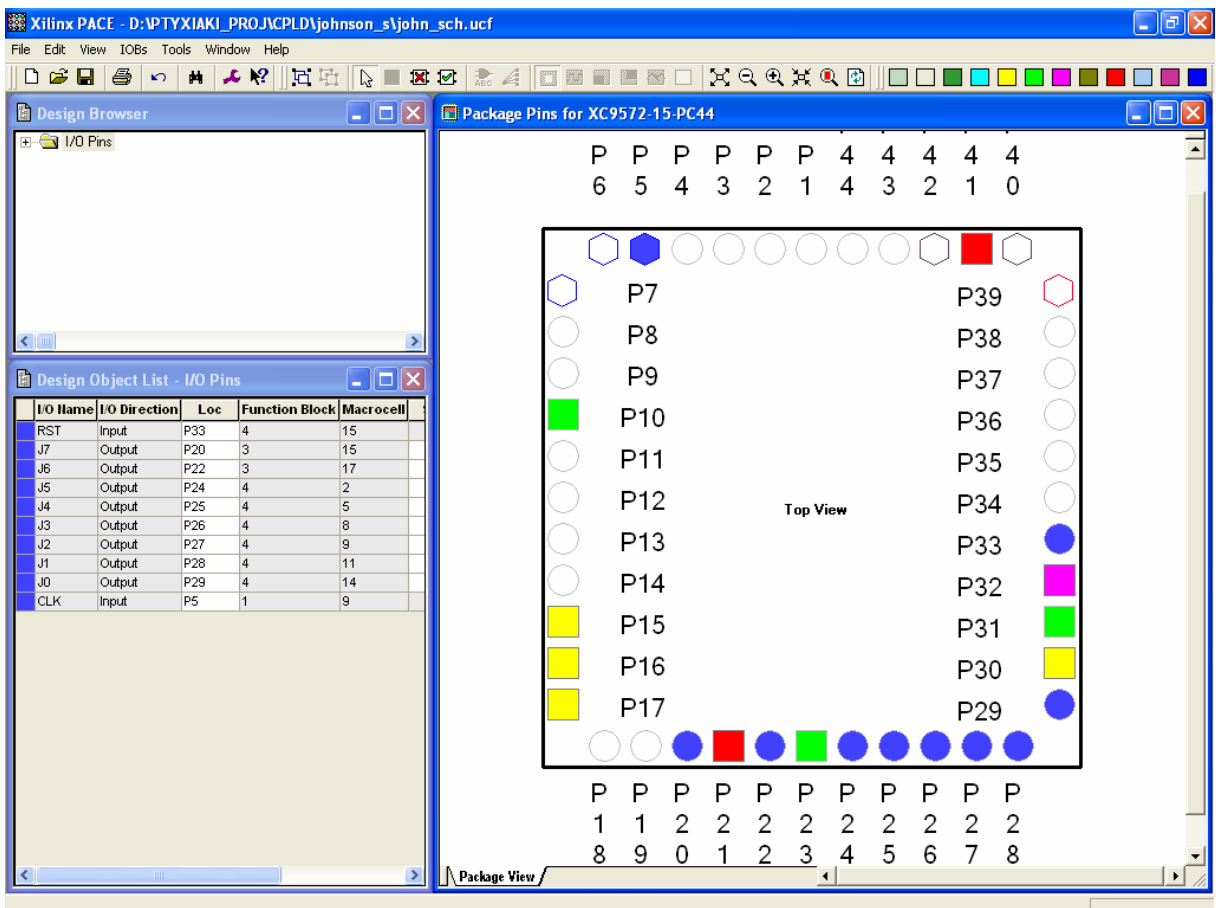 Xilinx PACE - D:\PTYXIAKI_PROJ\CPLD\johnson_s\john_sch.ucf
File Edit View IOBs Tools Window Help
Design Browser
I/O Pins
Design Object List - I/O Pins
I/O Name I/O Direction Loc Function Block Macrocell
RST Input P33 4 15
J7 Output P20 3 15
J6 Output P22 3 17
J5 Output P24 4 2
J4 Output P25 4 5
J3 Output P26 4 8
J2 Output P27 4 9
J1 Output P28 4 11
J0 Output P29 4 14
CLK Input P5 1 9
Package Pins for XC9572-15-PC44
P P P P P P 4 4 4 4 4
6 5 4 3 2 1 4 3 2 1 0
P7 P39
P8 P38
P9 P37
P10 P36
P11 P35
P12 Top View P34
P13 P33
P14 P32
P15 P31
P16 P30
P17 P29
P P P P P P P P P P P
1 1 2 2 2 2 2 2 2 2 2
8 9 0 1 2 3 4 5 6 7 8
Package View